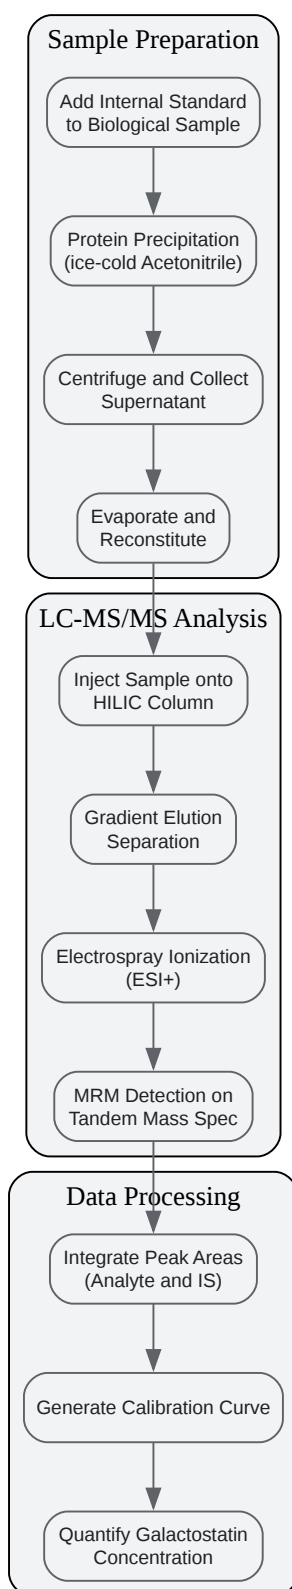 Sample Preparation
Add Internal Standard
to Biological Sample
Protein Precipitation
(ice-cold Acetonitrile)
Centrifuge and Collect
Supernatant
Evaporate and
Reconstitute
LC-MS/MS Analysis
Inject Sample onto
HILIC Column
Gradient Elution
Separation
Electrospray Ionization
(ESI+)
MRM Detection on
Tandem Mass Spec
Data Processing
Integrate Peak Areas
(Analyte and IS)
Generate Calibration Curve
Quantify Galactostatin
Concentration